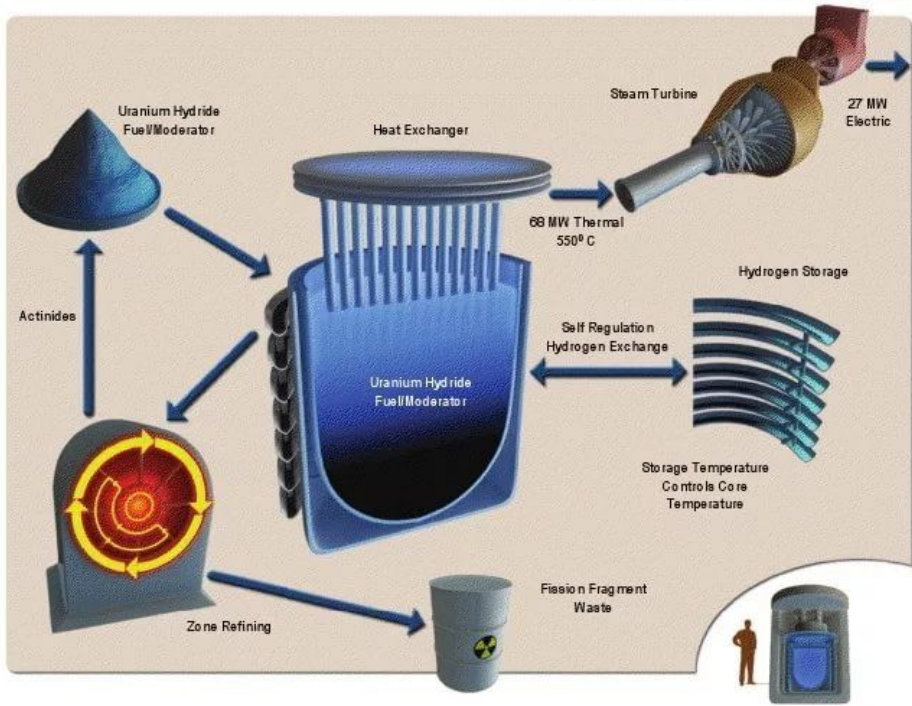 Uranium Hydride
Fuel/Moderator
Heat Exchanger
Steam Turbine
27 MW
Electric
68 MW Thermal
550⁰ C
Hydrogen Storage
Actinides
Self Regulation
Hydrogen Exchange
Uranium Hydride
Fuel/Moderator
Storage Temperature
Controls Core
Temperature
Fission Fragment
Waste
Zone Refining